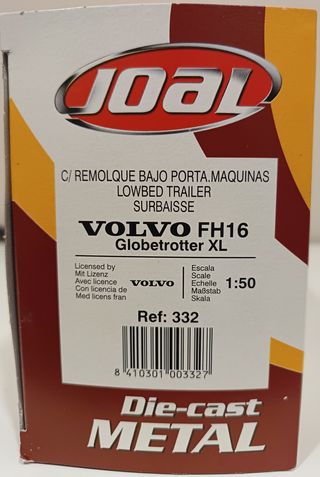 JOAL
C/ REMOLQUE BAJO PORTA.MAQUINAS
LOWBED TRAILER
SURBAISSE
VOLVO FH16
Globetrotter XL
Licensed by
Mit Lizenz
Avec licence
Con licencia de
Med licens fran
VOLVO
Escala
Scale
Echelle
Maßstab
Skala
1:50
Ref: 332
8 410301 003327
Die-cast
METAL